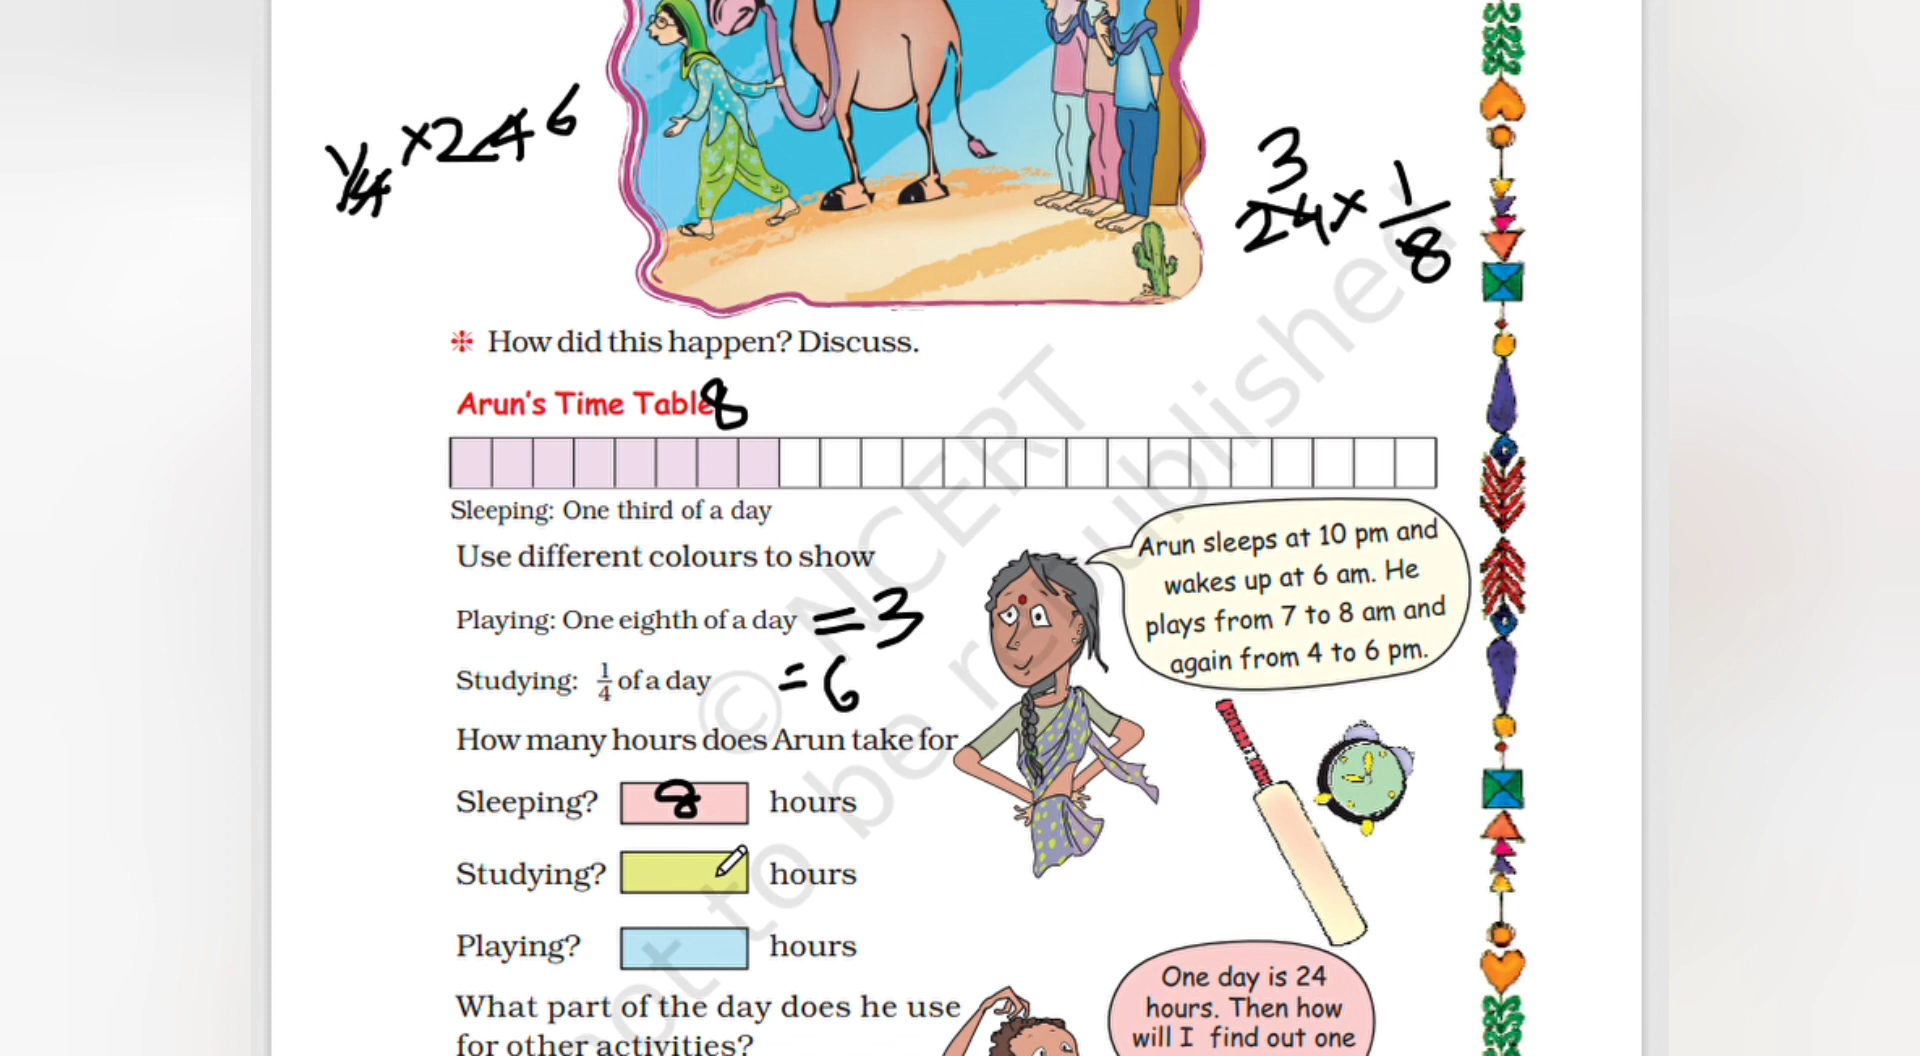 1/4 × 24 6
3
24 × 1/8
How did this happen? Discuss.
Arun's Time Table 8
Sleeping: One third of a day
Use different colours to show
Playing: One eighth of a day = 3
Studying: 1/4 of a day = 6
How many hours does Arun take for
Sleeping? 8 hours
Studying? hours
Playing? hours
What part of the day does he use
for other activities?
Arun sleeps at 10 pm and
wakes up at 6 am. He
plays from 7 to 8 am and
again from 4 to 6 pm.
One day is 24
hours. Then how
will I find out one
© NCERT
not to be republished